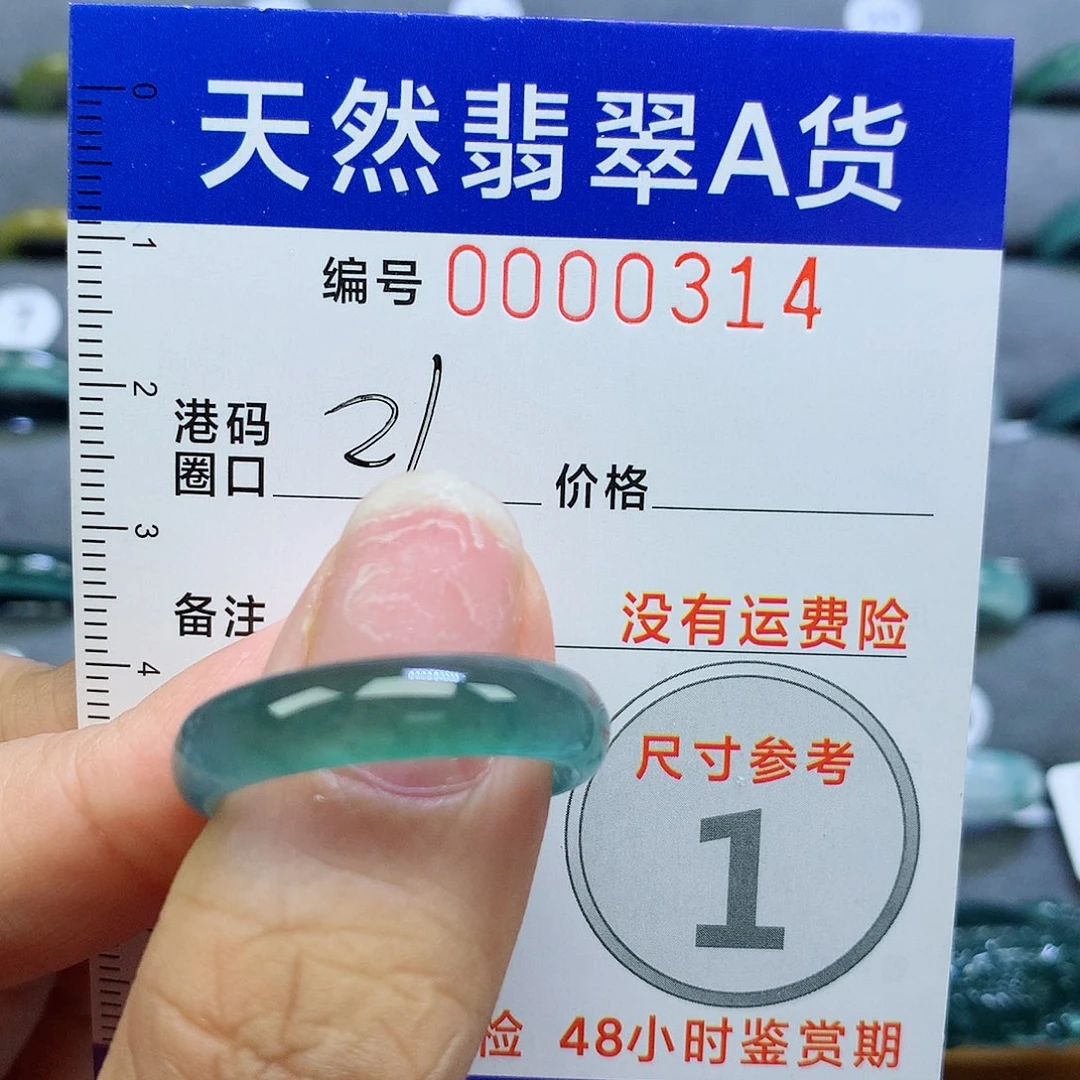 天然翡翠A货
编号 0000314
港码
圈口 21 价格
备注 没有运费险
尺寸参考
1
险 48小时鉴赏期
0
1
2
3
4
7